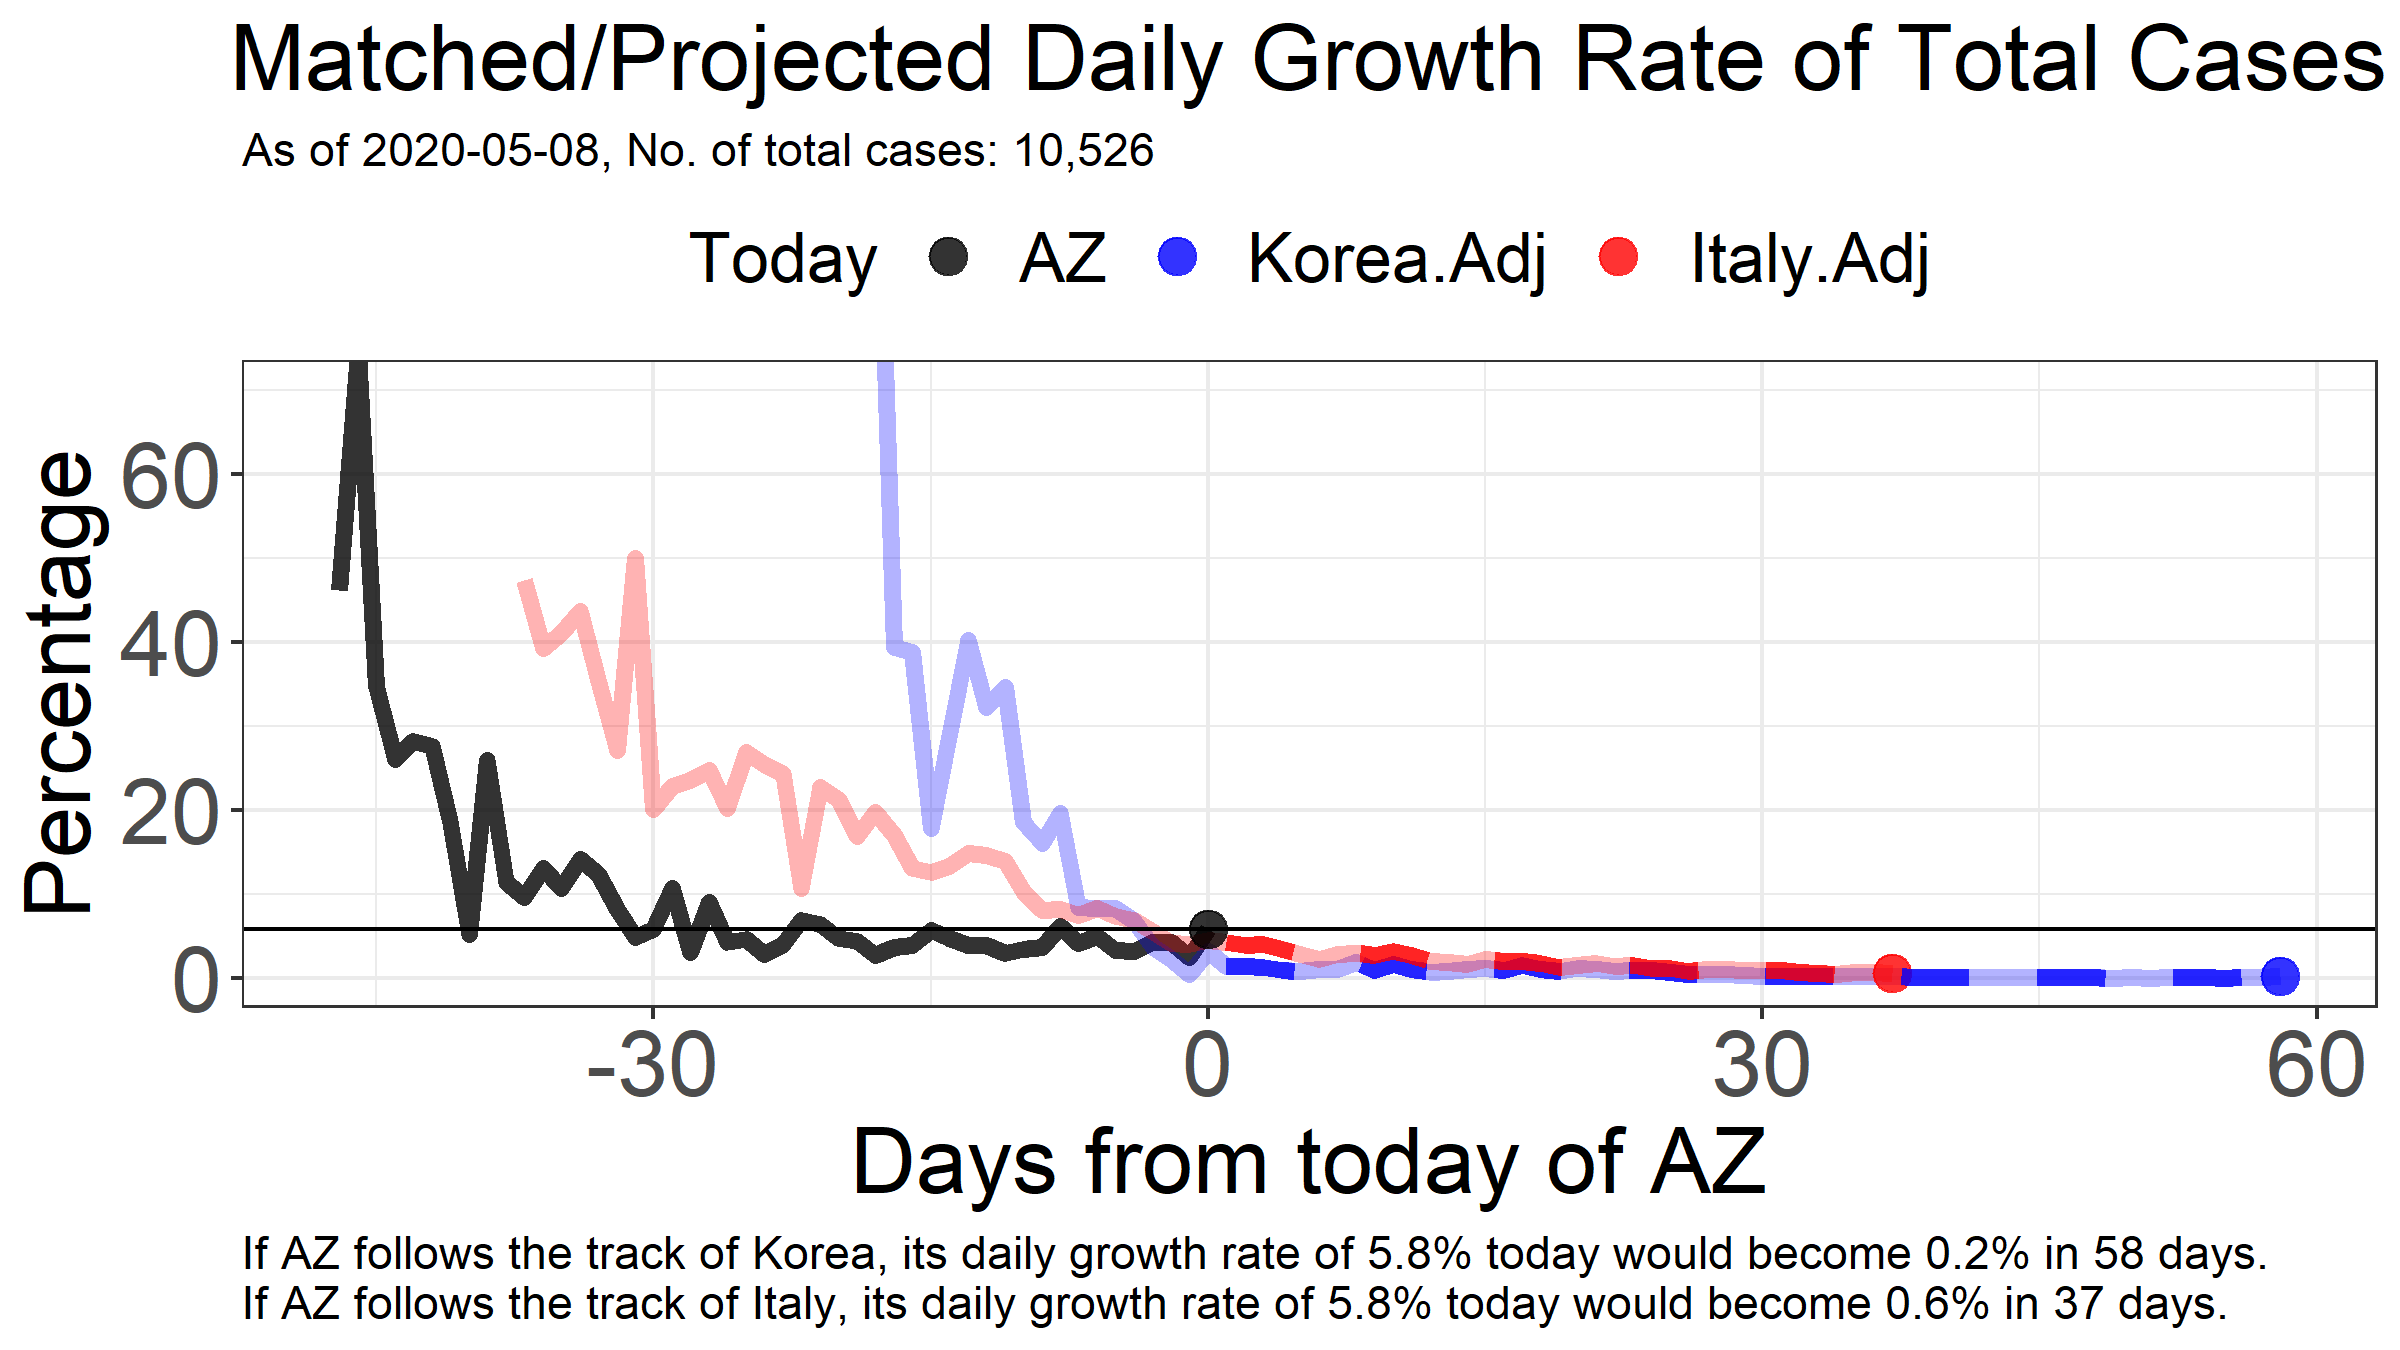 Matched/Projected Daily Growth Rate of Total Cases
As of 2020-05-08, No. of total cases: 10,526
Today AZ Korea.Adj Italy.Adj
Percentage
60
40
20
0
-30 0 30 60
Days from today of AZ
If AZ follows the track of Korea, its daily growth rate of 5.8% today would become 0.2% in 58 days.
If AZ follows the track of Italy, its daily growth rate of 5.8% today would become 0.6% in 37 days.